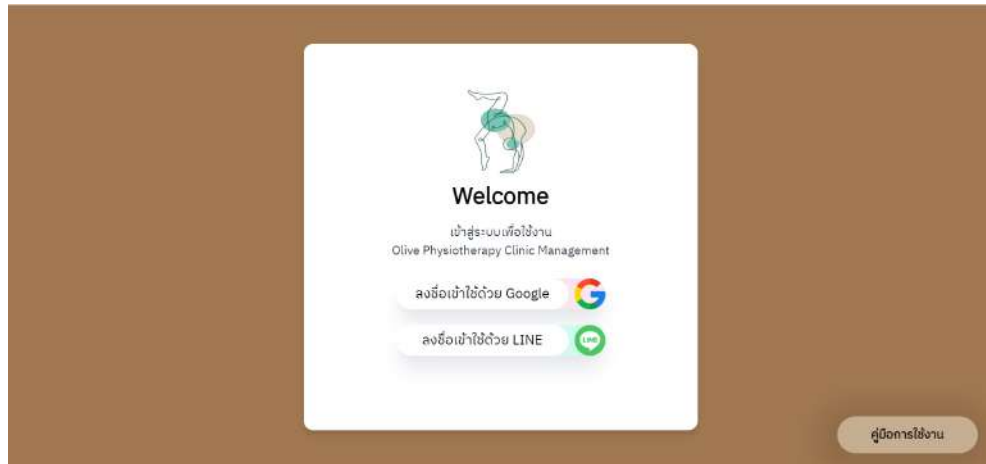 Welcome
เข้าสู่ระบบเพื่อใช้งาน
Olive Physiotherapy Clinic Management
ลงชื่อเข้าใช้ด้วย Google
ลงชื่อเข้าใช้ด้วย LINE
LINE
คู่มือการใช้งาน